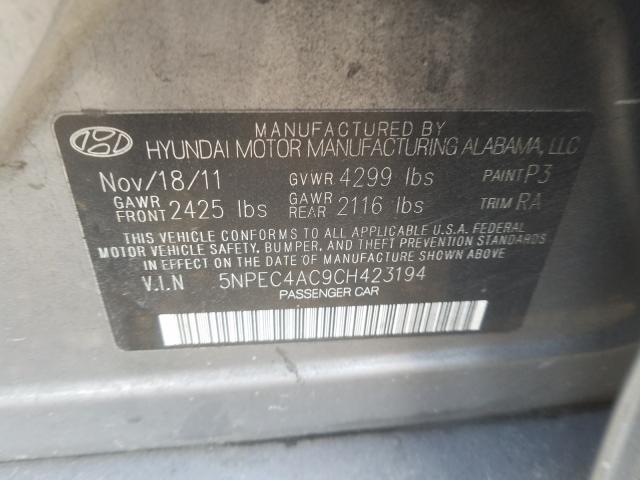 MANUFACTURED BY
HYUNDAI MOTOR MANUFACTURING ALABAMA, LLC
Nov/18/11 GVWR 4299 lbs PAINT P3
GAWR FRONT 2425 lbs GAWR REAR 2116 lbs TRIM RA
THIS VEHICLE CONFORMS TO ALL APPLICABLE U.S.A. FEDERAL
MOTOR VEHICLE SAFETY, BUMPER, AND THEFT PREVENTION STANDARDS
IN EFFECT ON THE DATE OF MANUFACTURE SHOWN ABOVE.
V.I.N 5NPEC4AC9CH423194
PASSENGER CAR